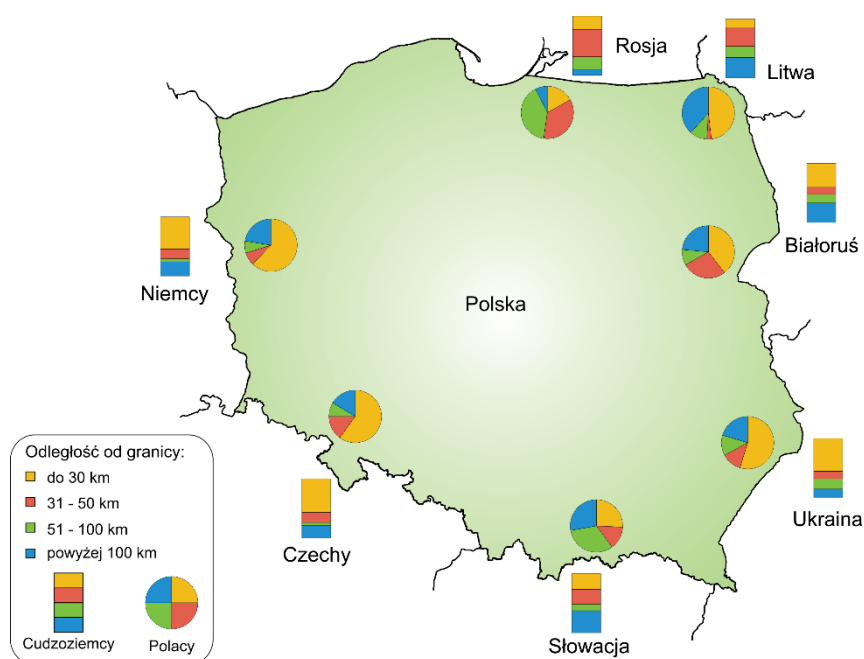 Rosja
Litwa
Białoruś
Niemcy
Polska
Ukraina
Czechy
Słowacja
Odległość od granicy:
do 30 km
31 - 50 km
51 - 100 km
powyżej 100 km
Cudzoziemcy
Polacy